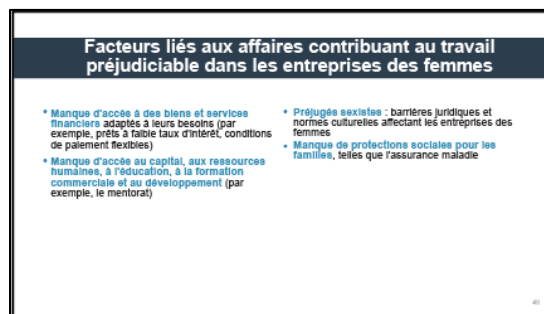 Facteurs liés aux affaires contribuant au travail
préjudiciable dans les entreprises des femmes
• Manque d'accès à des biens et services
financiers adaptés à leurs besoins (par
exemple, prêts à faible taux d'intérêt, conditions
de paiement flexibles)
• Manque d'accès au capital, aux ressources
humaines, à l'éducation, à la formation
commerciale et au développement (par
exemple, le mentorat)
• Préjugés sexistes : barrières juridiques et
normes culturelles affectant les entreprises des
femmes
• Manque de protections sociales pour les
familles, telles que l'assurance maladie